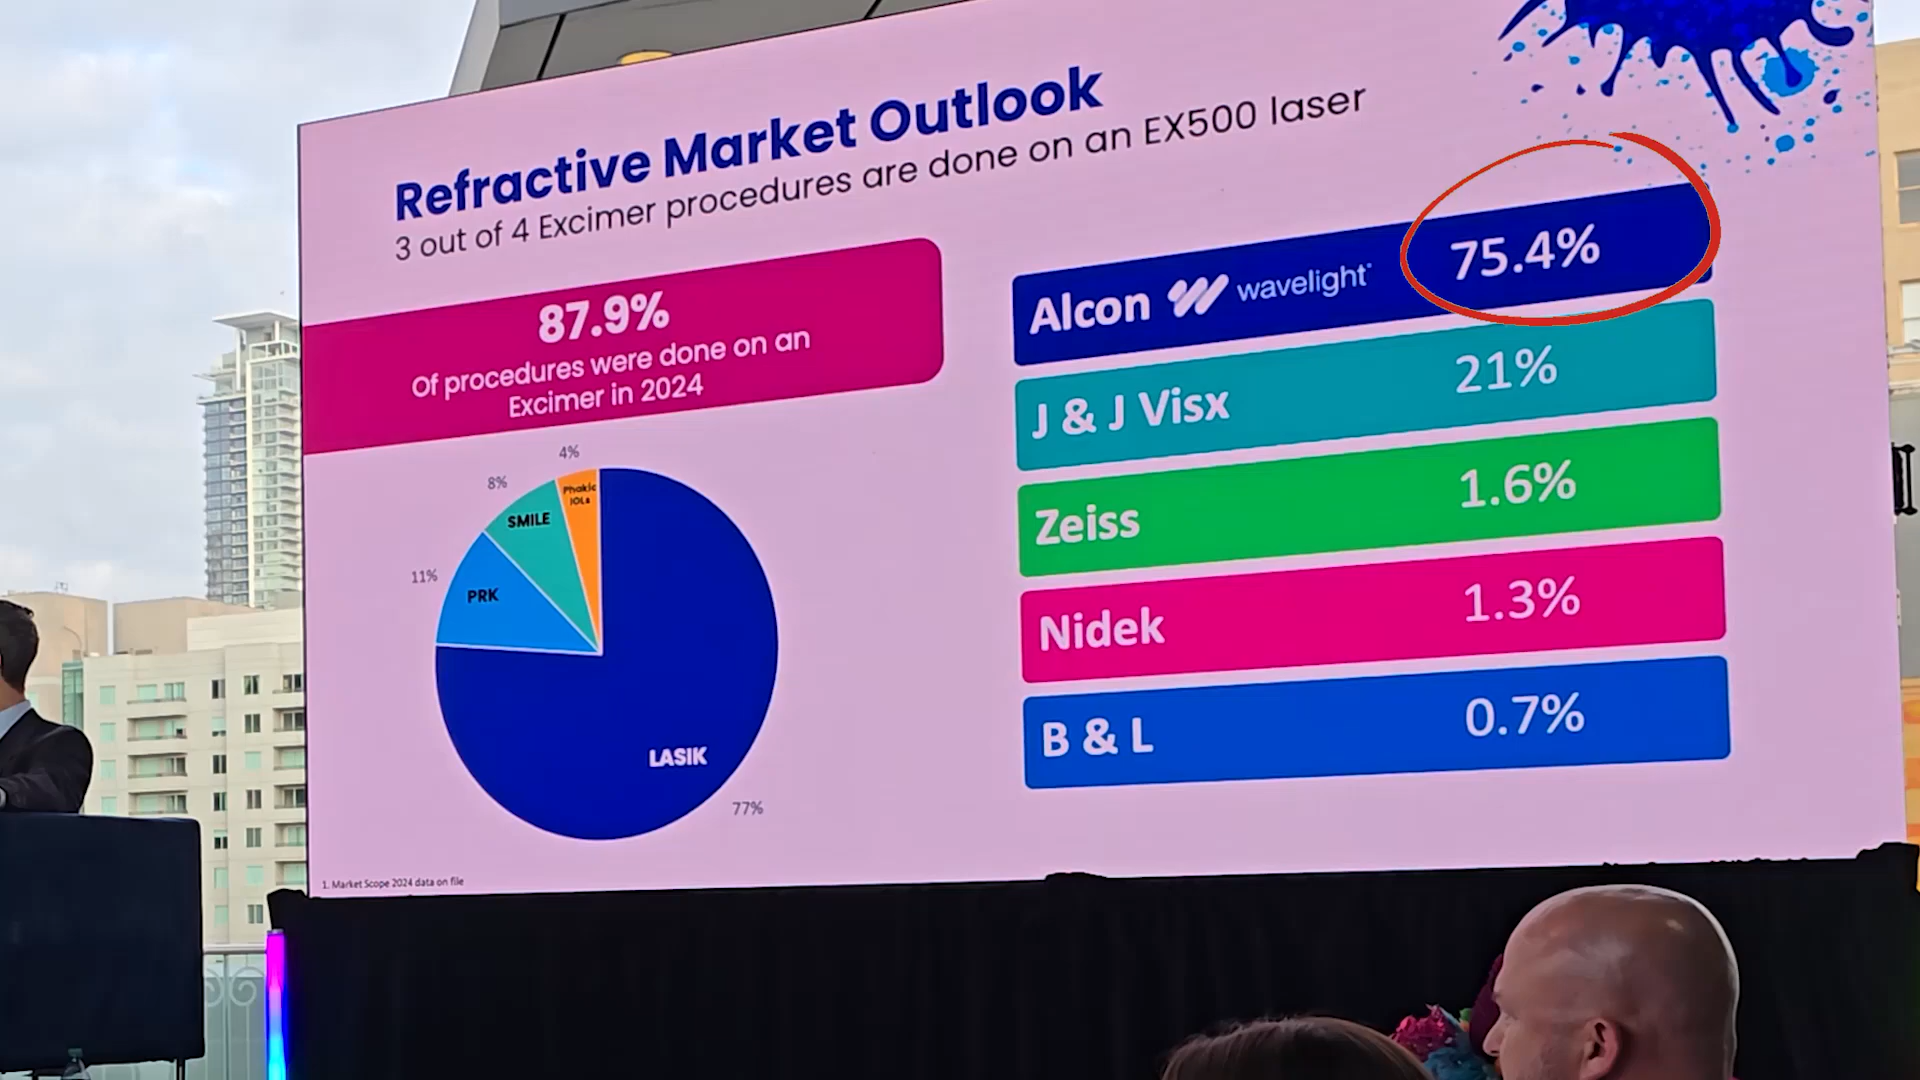 Refractive Market Outlook
3 out of 4 Excimer procedures are done on an EX500 laser
87.9%
Of procedures were done on an
Excimer in 2024
4%
8%
11%
77%
Phakic
IOLs
SMILE
PRK
LASIK
Alcon wavelight 75.4%
J & J Visx 21%
Zeiss 1.6%
Nidek 1.3%
B & L 0.7%
1. Market Scope 2024 data on file